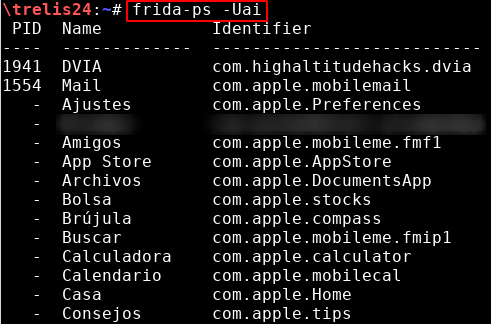 \trelis24:~# frida-ps -Uai
PID Name Identifier
---- ------------- ---------------------------
1941 DVIA com.highaltitudehacks.dvia
1554 Mail com.apple.mobilemail
- Ajustes com.apple.Preferences
-
- Amigos com.apple.mobileme.fmf1
- App Store com.apple.AppStore
- Archivos com.apple.DocumentsApp
- Bolsa com.apple.stocks
- Brújula com.apple.compass
- Buscar com.apple.mobileme.fmip1
- Calculadora com.apple.calculator
- Calendario com.apple.mobilecal
- Casa com.apple.Home
- Consejos com.apple.tips